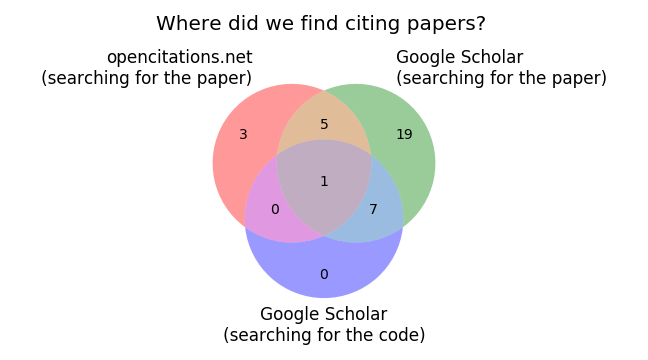 Where did we find citing papers?
opencitations.net
(searching for the paper)
Google Scholar
(searching for the paper)
3
5
19
1
0
7
0
Google Scholar
(searching for the code)